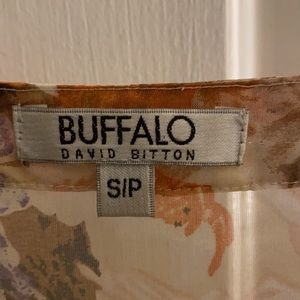 BUFFALO
DAVID BITTON
S/P